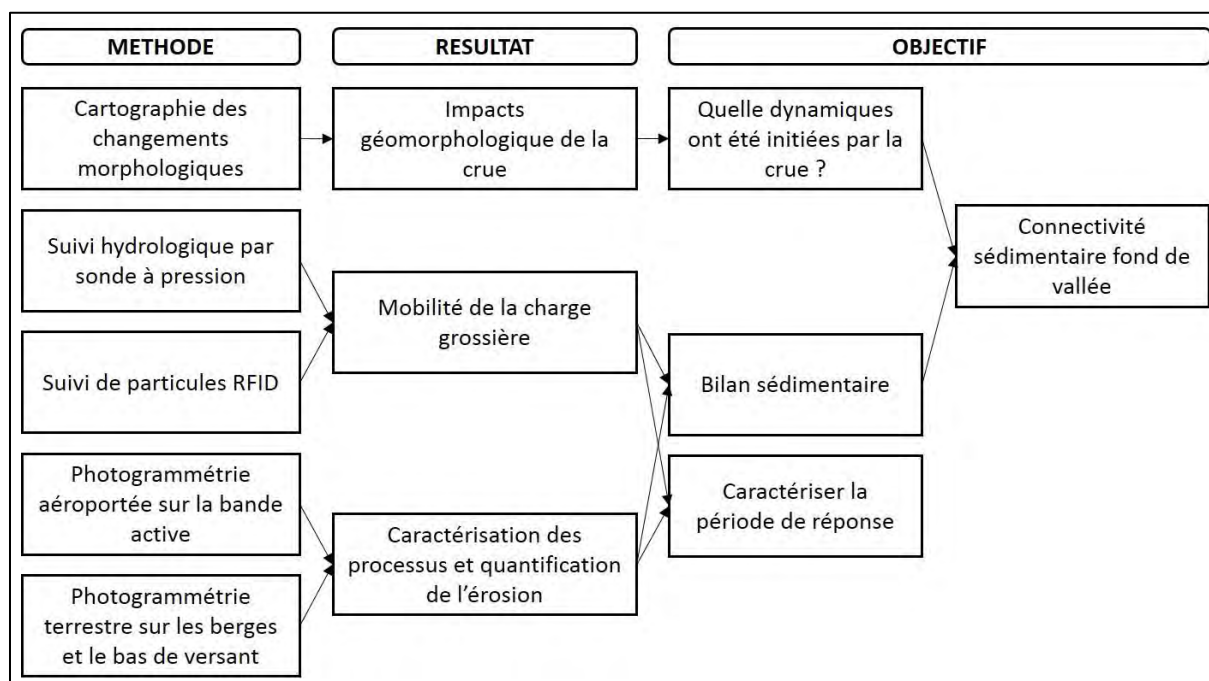 METHODE
RESULTAT
OBJECTIF
Cartographie des
changements
morphologiques
Impacts
géomorphologique de la
crue
Quelle dynamiques
ont été initiées par la
crue ?
Suivi hydrologique par
sonde à pression
Mobilité de la charge
grossière
Connectivité
sédimentaire fond de
vallée
Suivi de particules RFID
Bilan sédimentaire
Photogrammétrie
aéroportée sur la bande
active
Caractérisation des
processus et quantification
de l'érosion
Caractériser la
période de réponse
Photogrammétrie
terrestre sur les berges
et le bas de versant